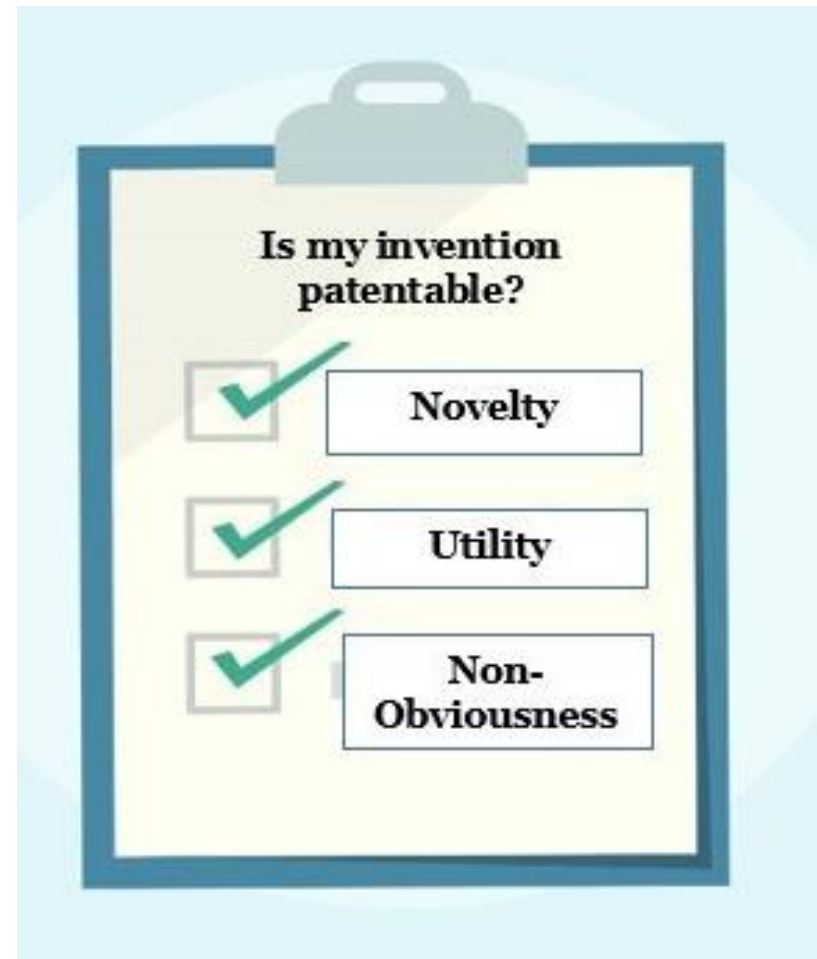 Is my invention
patentable?
Novelty
Utility
Non-
Obviousness